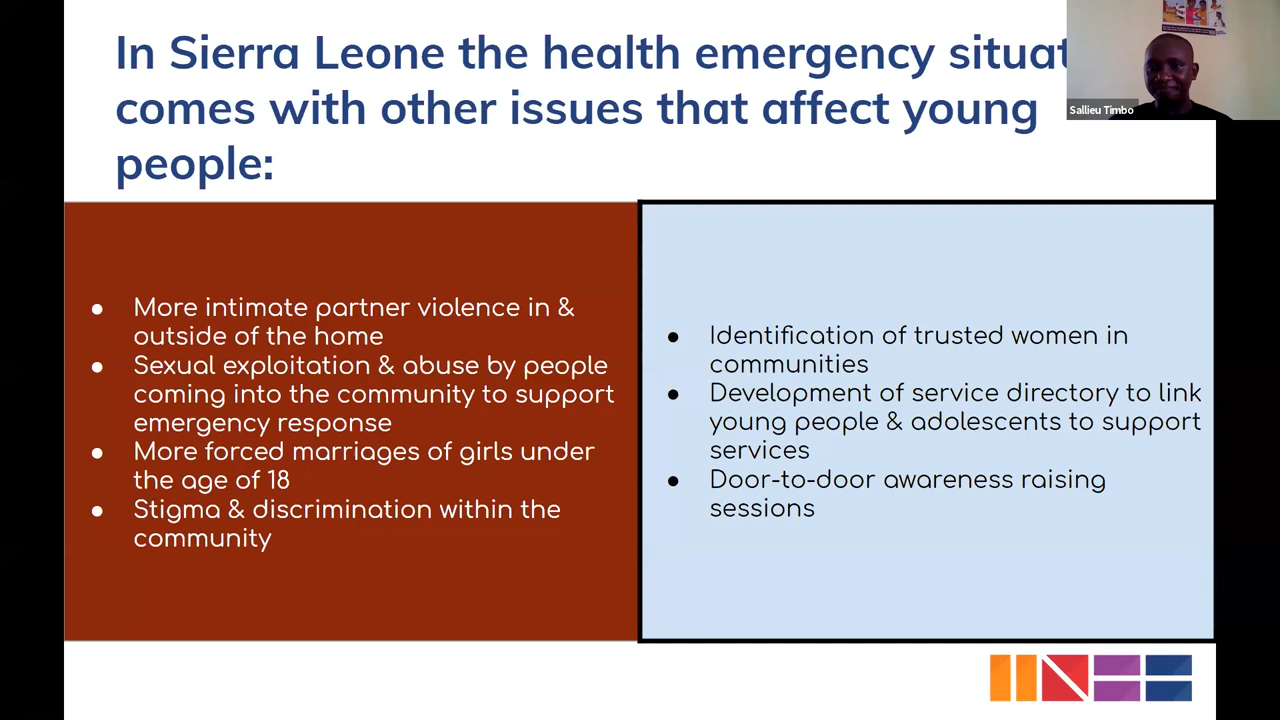 In Sierra Leone the health emergency situat
comes with other issues that affect young
people:
Sallieu Timbo
● More intimate partner violence in &
outside of the home
● Sexual exploitation & abuse by people
coming into the community to support
emergency response
● More forced marriages of girls under
the age of 18
● Stigma & discrimination within the
community
● Identification of trusted women in
communities
● Development of service directory to link
young people & adolescents to support
services
● Door-to-door awareness raising
sessions
INEE